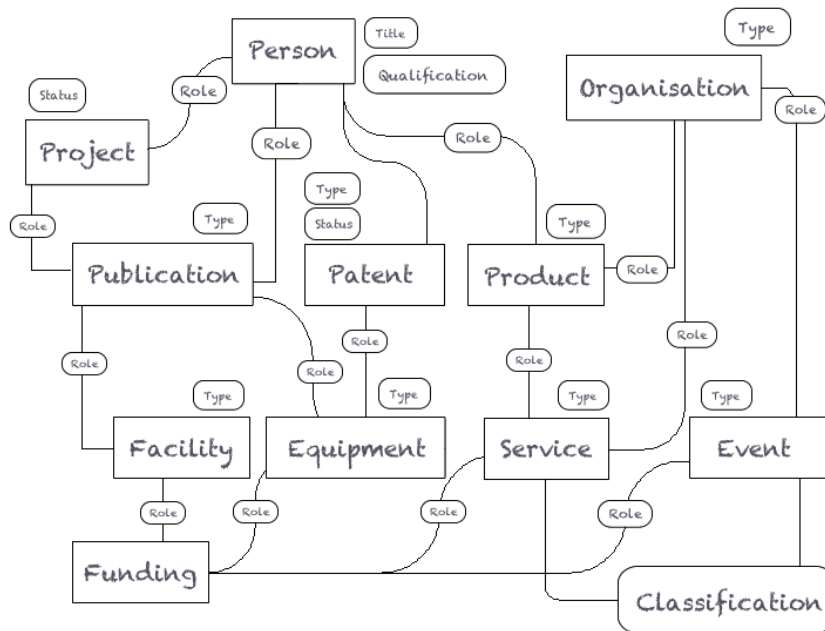 Type
Person
Title
Qualification
Organisation
Role
Status
Role
Project
Role
Role
Type
Status
Role
Type
Type
Publication
Patent
Product
Role
Role
Role
Role
Role
Role
Type
Type
Type
Type
Facility
Equipment
Service
Event
Role
Role
Role
Role
Funding
Classification